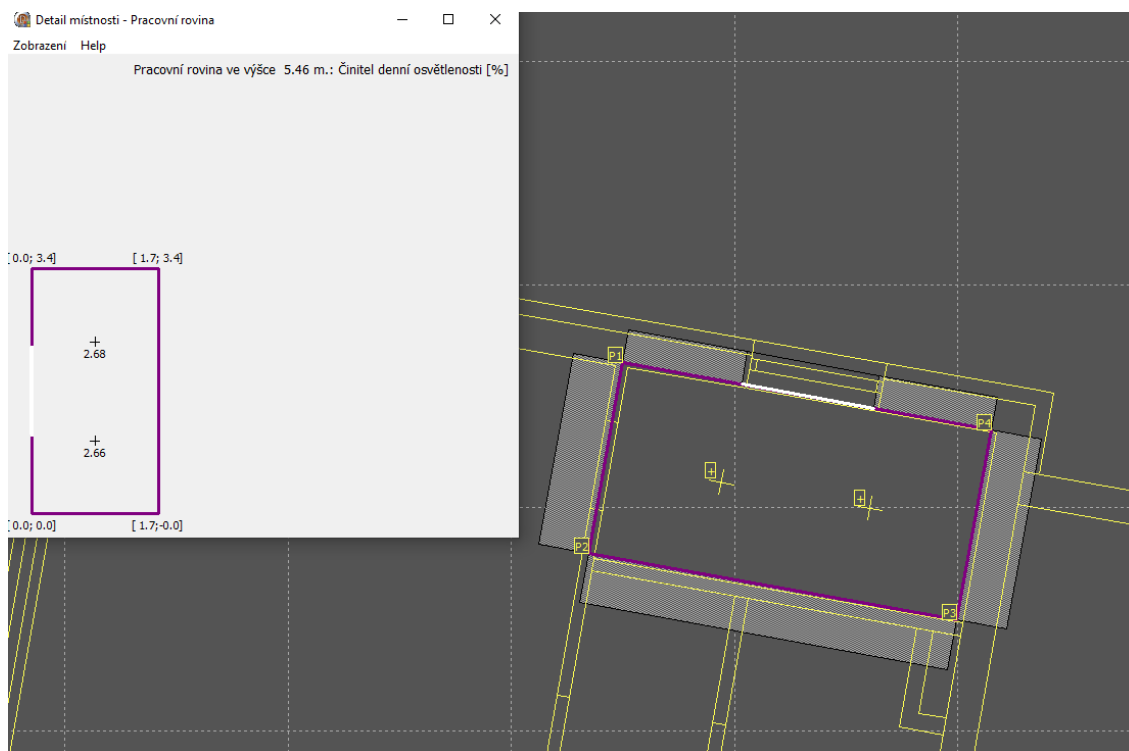 Detail místnosti - Pracovní rovina
Zobrazení Help
Pracovní rovina ve výšce 5.46 m.: Činitel denní osvětlenosti [%]
[ 0.0; 3.4] [ 1.7; 3.4]
2.68
2.66
[ 0.0; 0.0] [ 1.7;-0.0]
P1
P4
P2
P3